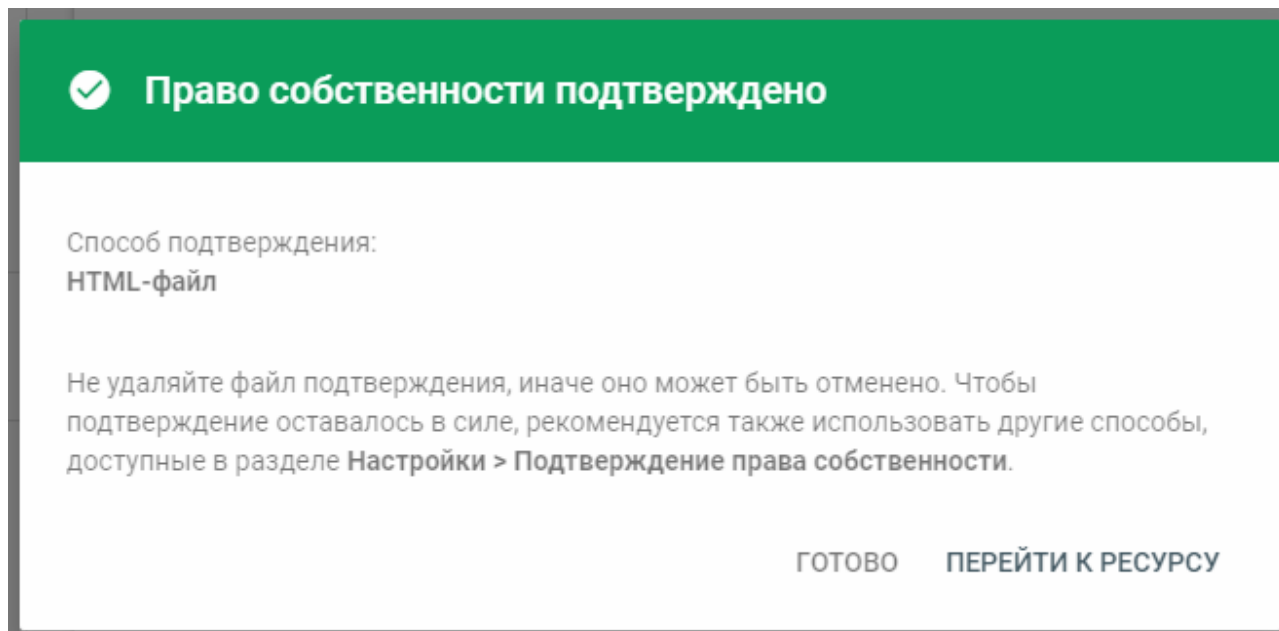 Право собственности подтверждено
Способ подтверждения:
HTML-файл
Не удаляйте файл подтверждения, иначе оно может быть отменено. Чтобы
подтверждение оставалось в силе, рекомендуется также использовать другие способы,
доступные в разделе Настройки > Подтверждение права собственности.
ГОТОВО ПЕРЕЙТИ К РЕСУРСУ